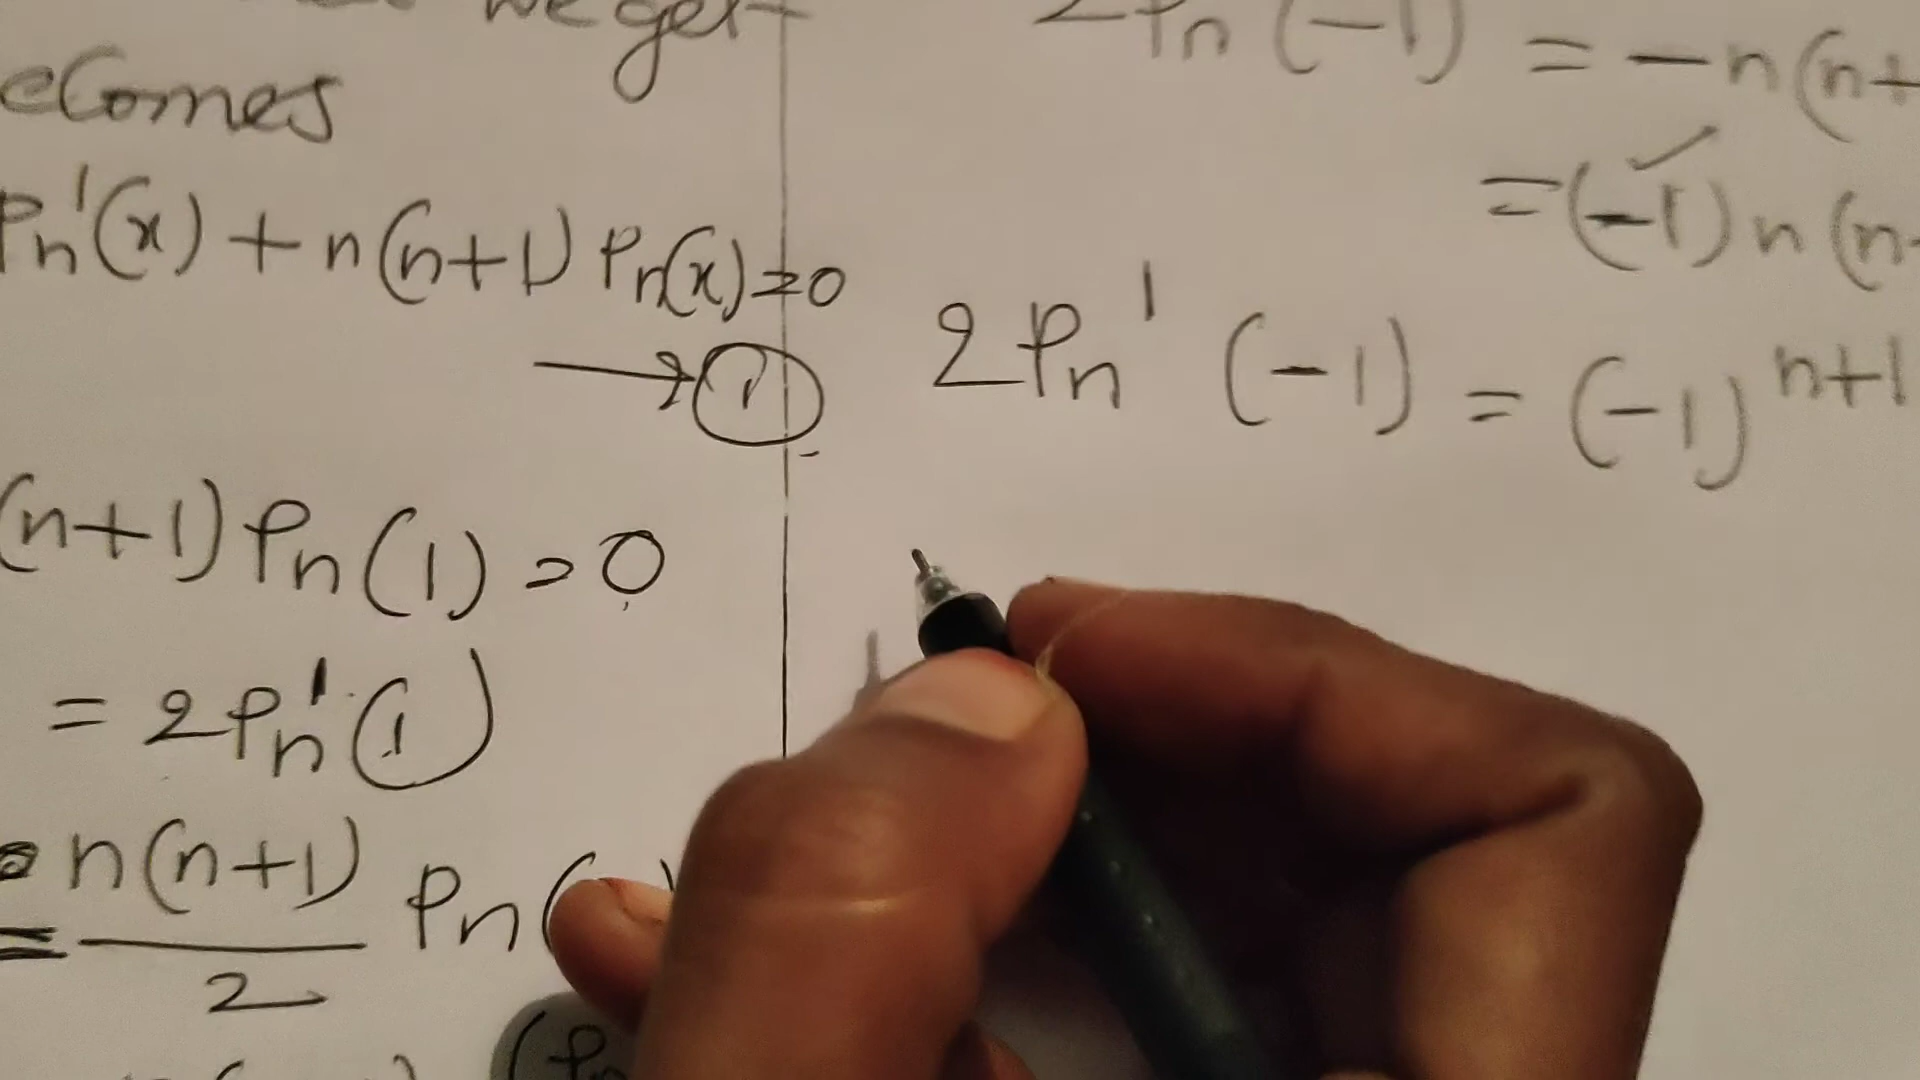 we get
eComes
Pn'(x) + n(n+1) Pn(x) = 0
→ 1
(n+1) Pn(1) = 0
= 2Pn'(1)
= n(n+1)/2 Pn(
2Pn(-1) = -n(n+
= (-1) n (n
2Pn'(-1) = (-1)^n+1